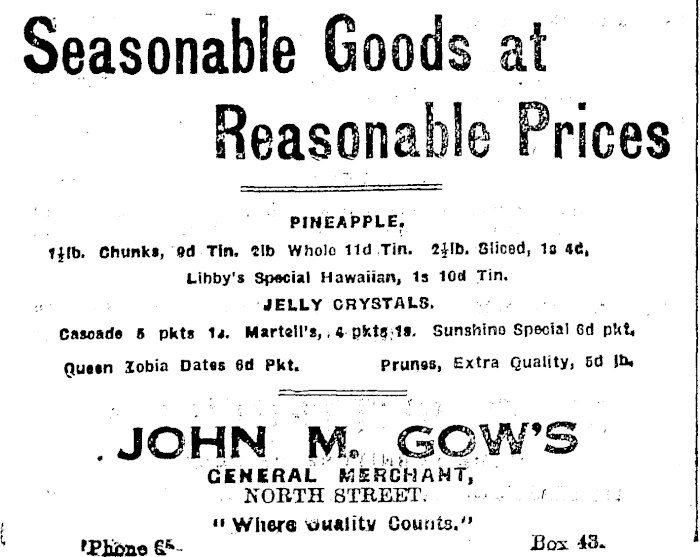 Seasonable Goods at
Reasonable Prices
PINEAPPLE.
1½lb. Chunks, 9d Tin. 2lb Whole 11d Tin. 2½lb. Sliced, 1s 4d,
Libby's Special Hawaiian, 1s 10d Tin.
JELLY CRYSTALS.
Cascade 5 pkts 1s. Martell's, 4 pkts 1s. Sunshine Special 6d pkt.
Queen Zobia Dates 6d Pkt. Prunes, Extra Quality, 5d lb.
JOHN M. GOW'S
GENERAL MERCHANT,
NORTH STREET.
"Where Quality Counts."
'Phone Box 43.